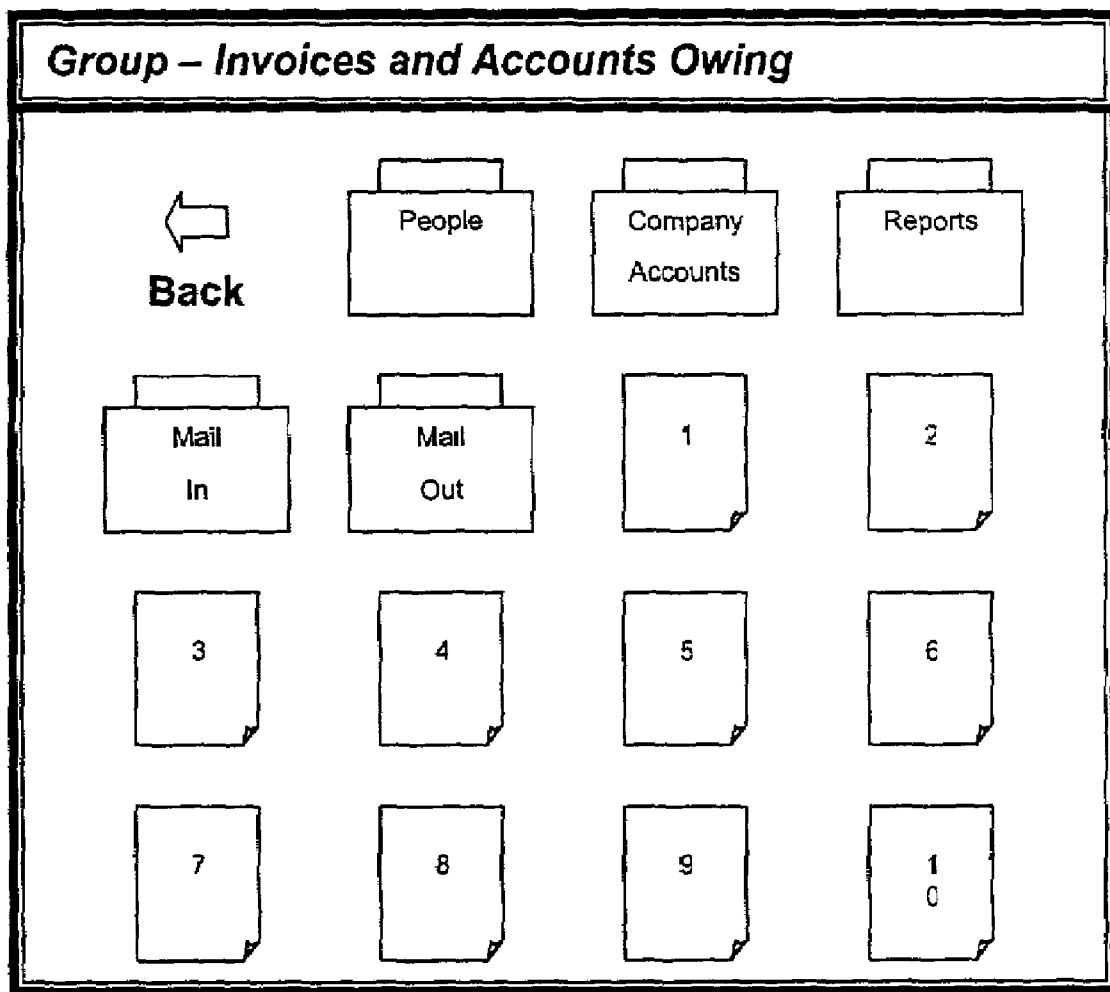 Group – Invoices and Accounts Owing
Back
People
Company
Accounts
Reports
Mail
In
Mail
Out
1
2
3
4
5
6
7
8
9
1
0